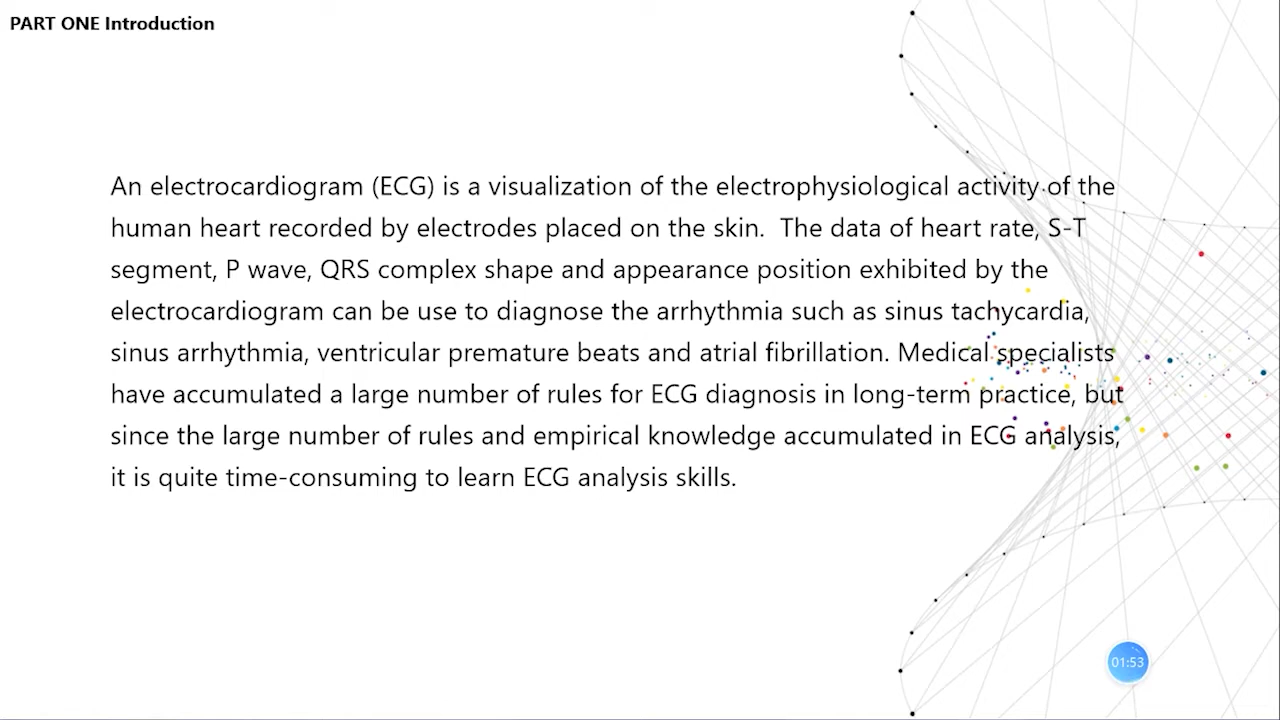 PART ONE Introduction
An electrocardiogram (ECG) is a visualization of the electrophysiological activity of the
human heart recorded by electrodes placed on the skin.  The data of heart rate, S-T
segment, P wave, QRS complex shape and appearance position exhibited by the
electrocardiogram can be use to diagnose the arrhythmia such as sinus tachycardia,
sinus arrhythmia, ventricular premature beats and atrial fibrillation. Medical specialists
have accumulated a large number of rules for ECG diagnosis in long-term practice, but
since the large number of rules and empirical knowledge accumulated in ECG analysis,
it is quite time-consuming to learn ECG analysis skills.
01:53